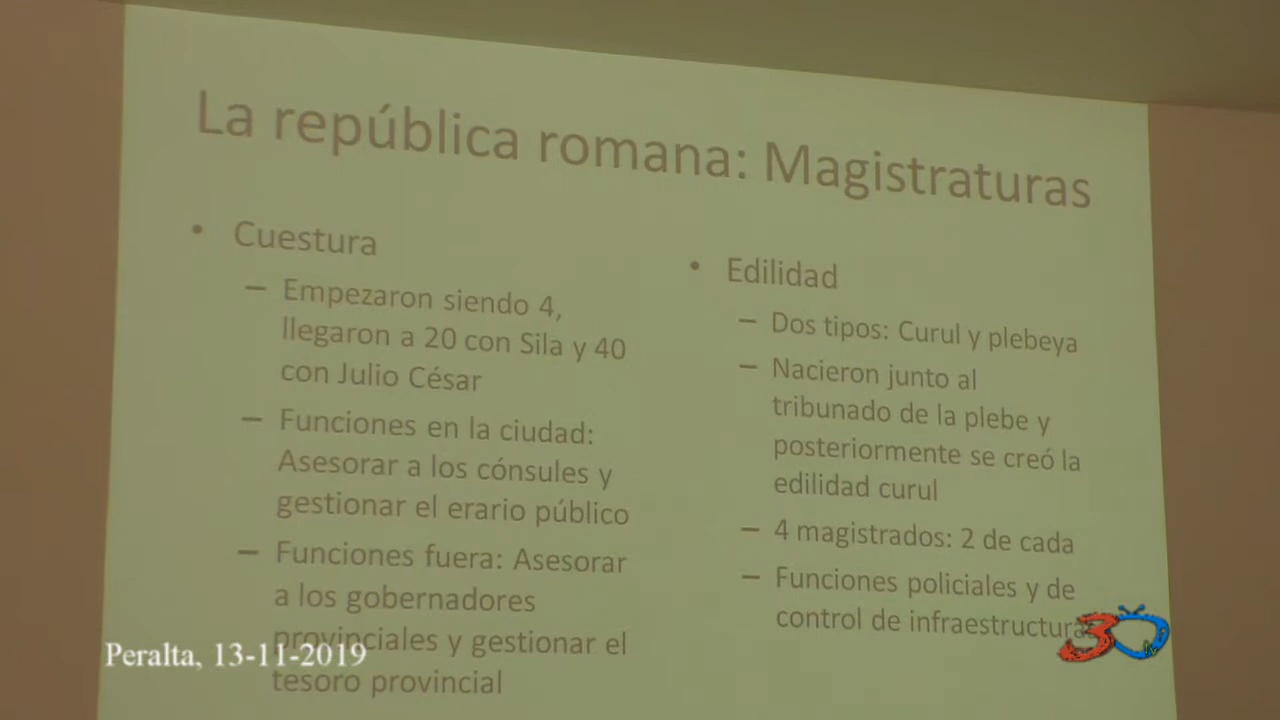 La república romana: Magistraturas
• Cuestura
– Empezaron siendo 4,
llegaron a 20 con Sila y 40
con Julio César
– Funciones en la ciudad:
Asesorar a los cónsules y
gestionar el erario público
– Funciones fuera: Asesorar
a los gobernadores
provinciales y gestionar el
tesoro provincial
• Edilidad
– Dos tipos: Curul y plebeya
– Nacieron junto al
tribunado de la plebe y
posteriormente se creó la
edilidad curul
– 4 magistrados: 2 de cada
– Funciones policiales y de
control de infraestructuras
Peralta, 13-11-2019
30